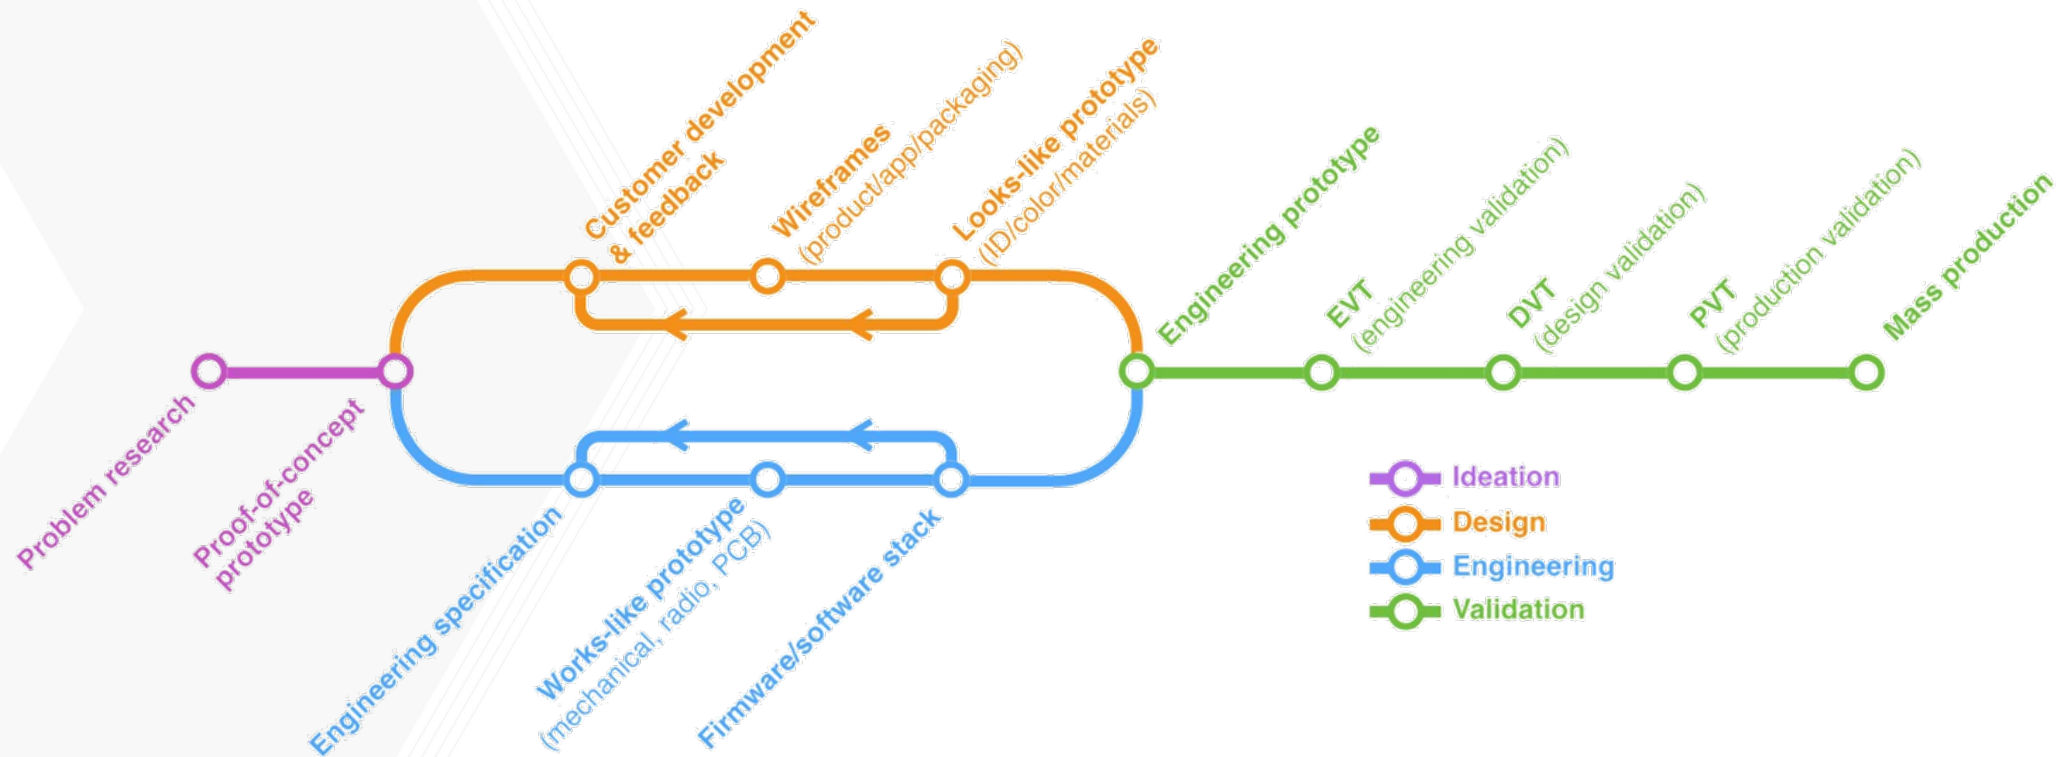 Problem research
Proof-of-concept
prototype
Customer development
& feedback
Wireframes
(product/app/packaging)
Looks-like prototype
(ID/color/materials)
Engineering specification
Works-like prototype
(mechanical, radio, PCB)
Firmware/software stack
Engineering prototype
EVT
(engineering validation)
DVT
(design validation)
PVT
(production validation)
Mass production
Ideation
Design
Engineering
Validation